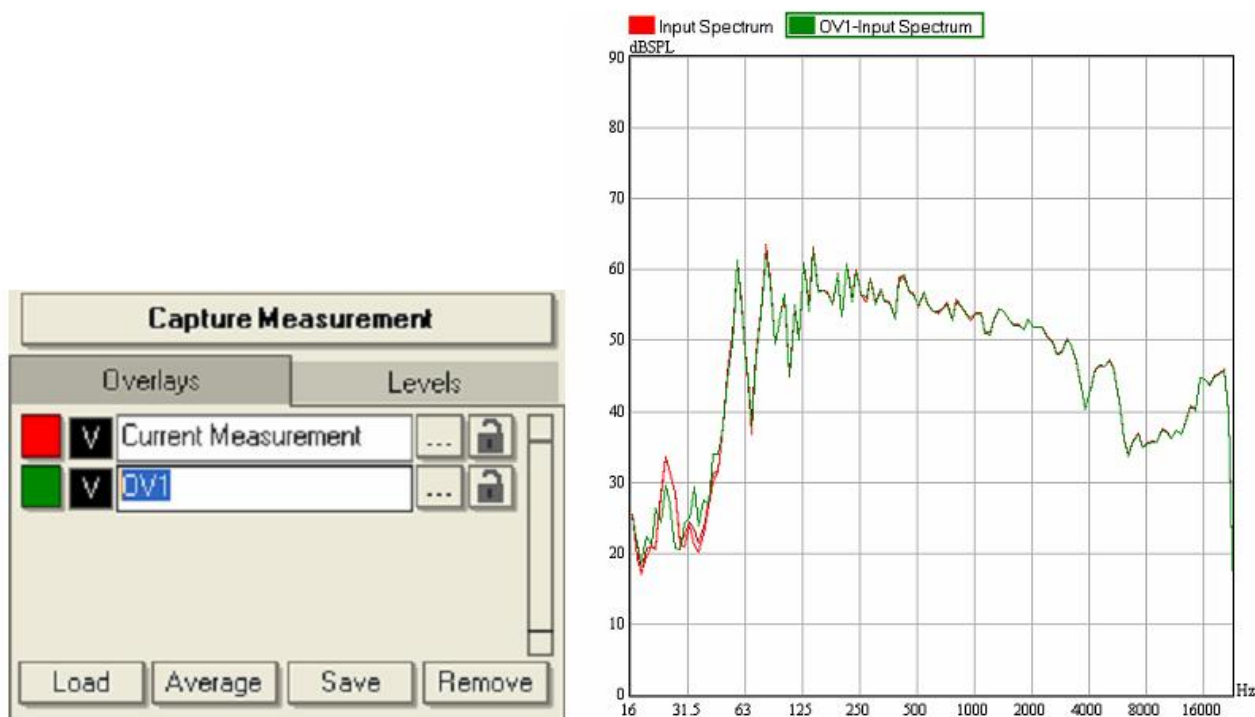 Capture Measurement
Overlays Levels
V Current Measurement ...
V OV1 ...
Load Average Save Remove
Input Spectrum OV1-Input Spectrum
dBSPL
90
80
70
60
50
40
30
20
10
0
16 31.5 63 125 250 500 1000 2000 4000 8000 16000 Hz